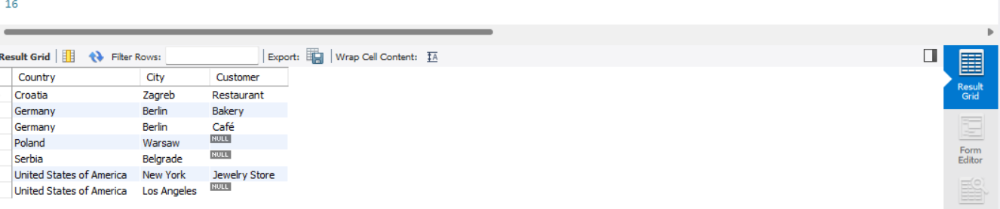 16
Result Grid Filter Rows: Export: Wrap Cell Content: IA
Result Grid
Form Editor
Country City Customer
Croatia Zagreb Restaurant
Germany Berlin Bakery
Germany Berlin Café
Poland Warsaw NULL
Serbia Belgrade NULL
United States of America New York Jewelry Store
United States of America Los Angeles NULL